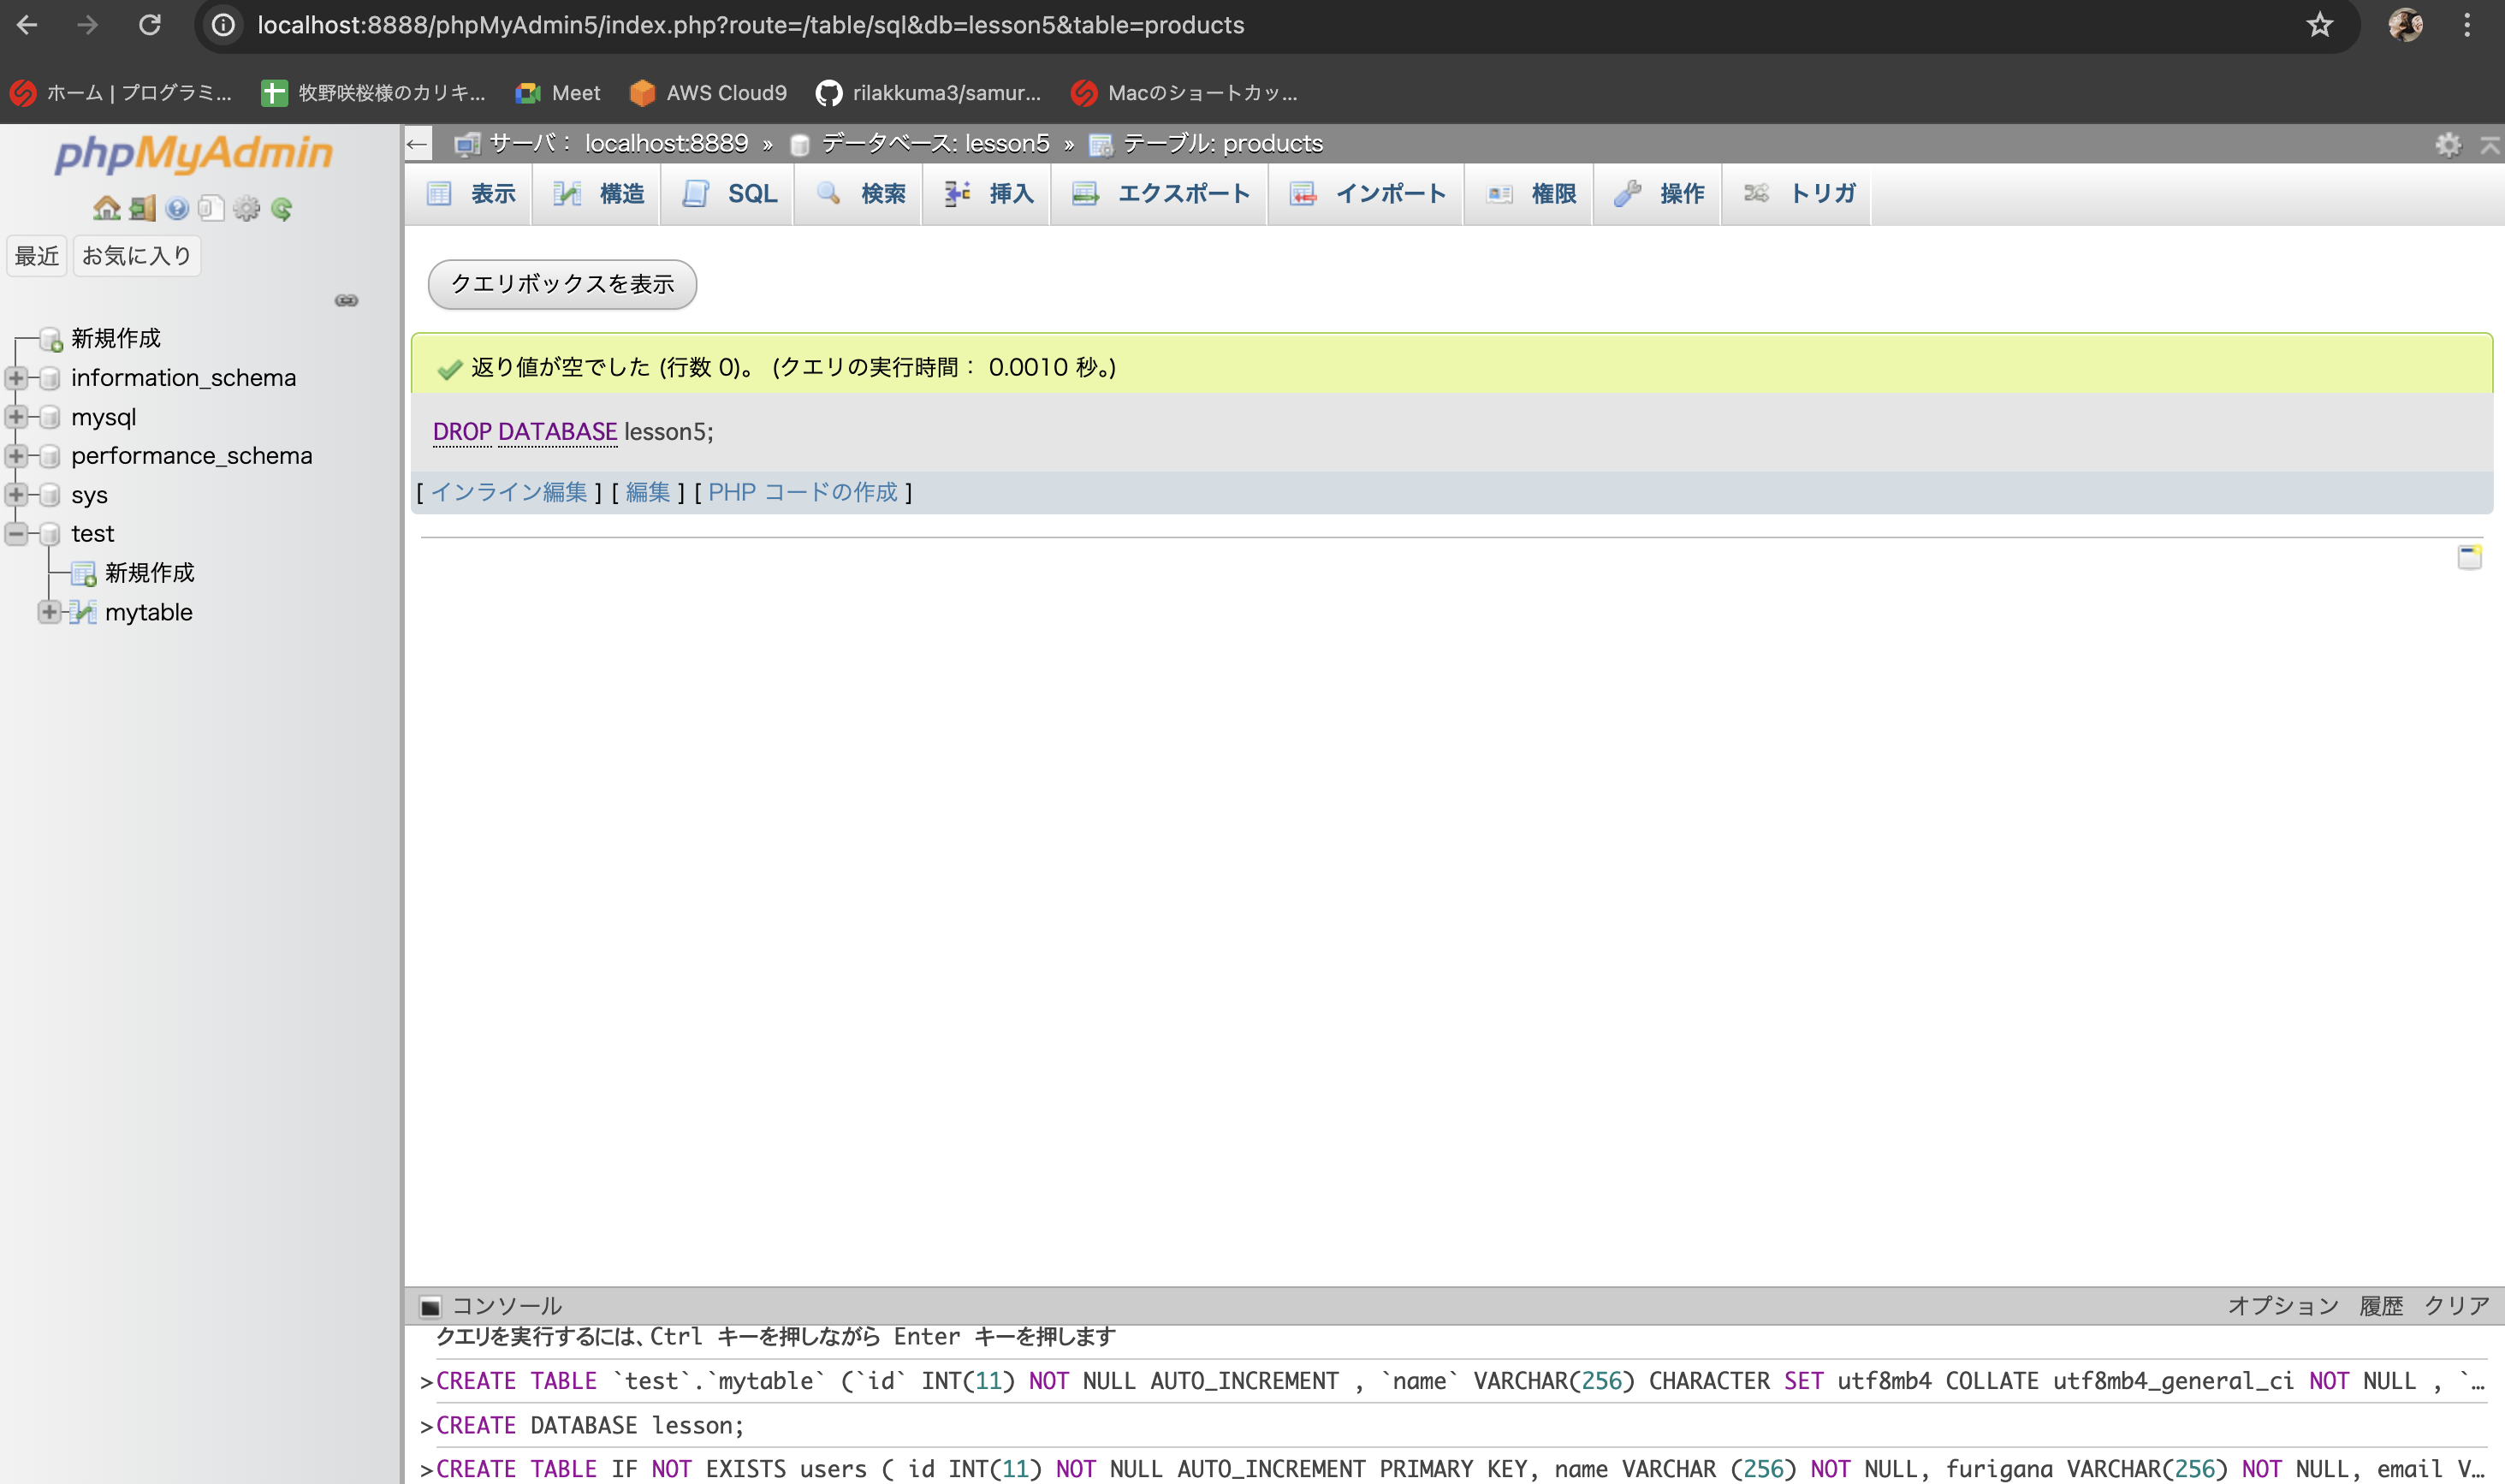 localhost:8888/phpMyAdmin5/index.php?route=/table/sql&db=lesson5&table=products
ホーム | プログラミ...
牧野咲桜様のカリキ...
Meet
AWS Cloud9
rilakkuma3/samur...
Macのショートカッ...
phpMyAdmin
最近
お気に入り
新規作成
information_schema
mysql
performance_schema
sys
test
新規作成
mytable
サーバ： localhost:8889 » データベース: lesson5 » テーブル: products
表示
構造
SQL
検索
挿入
エクスポート
インポート
権限
操作
トリガ
クエリボックスを表示
返り値が空でした (行数 0)。 (クエリの実行時間： 0.0010 秒。)
DROP DATABASE lesson5;
[ インライン編集 ] [ 編集 ] [ PHP コードの作成 ]
コンソール
オプション 履歴 クリア
クエリを実行するには、Ctrl キーを押しながら Enter キーを押します
>CREATE TABLE `test`.`mytable` (`id` INT(11) NOT NULL AUTO_INCREMENT , `name` VARCHAR(256) CHARACTER SET utf8mb4 COLLATE utf8mb4_general_ci NOT NULL , `...
>CREATE DATABASE lesson;
>CREATE TABLE IF NOT EXISTS users ( id INT(11) NOT NULL AUTO_INCREMENT PRIMARY KEY, name VARCHAR (256) NOT NULL, furigana VARCHAR(256) NOT NULL, email V...